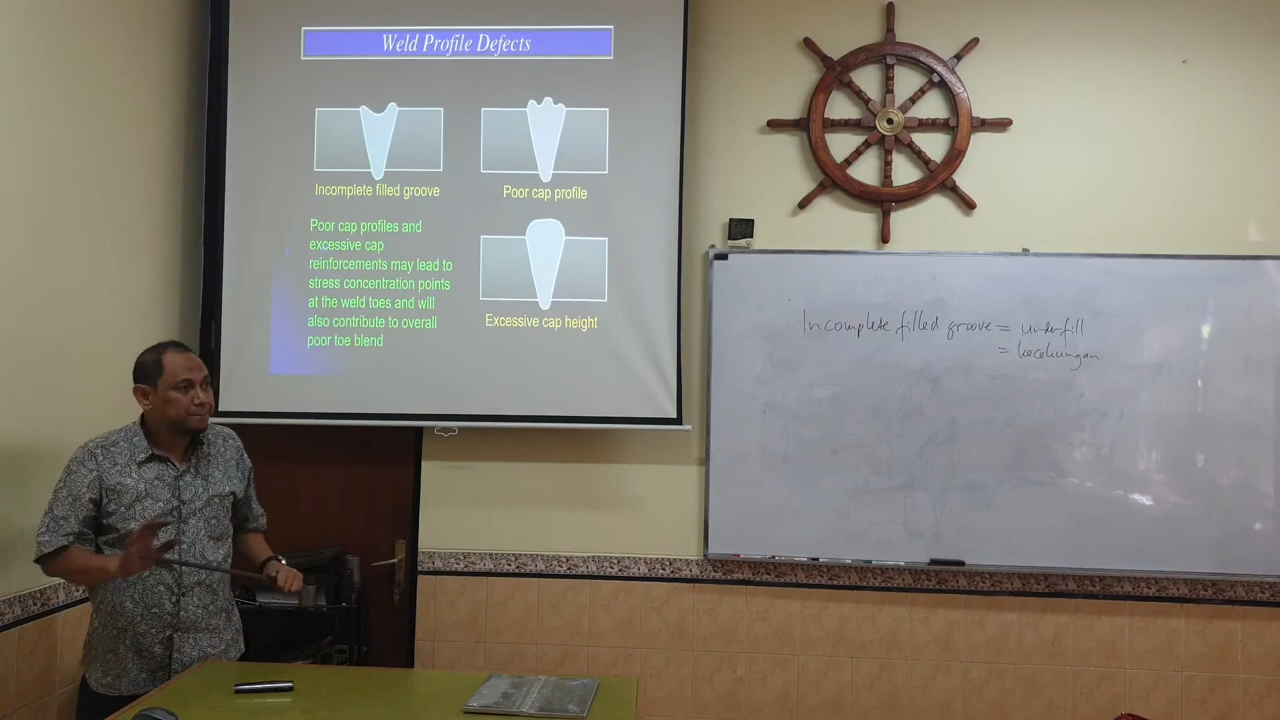 Weld Profile Defects
Incomplete filled groove
Poor cap profile
Poor cap profiles and
excessive cap
reinforcements may lead to
stress concentration points
at the weld toes and will
also contribute to overall
poor toe blend
Excessive cap height
Incomplete filled groove = underfill
= kecekungan